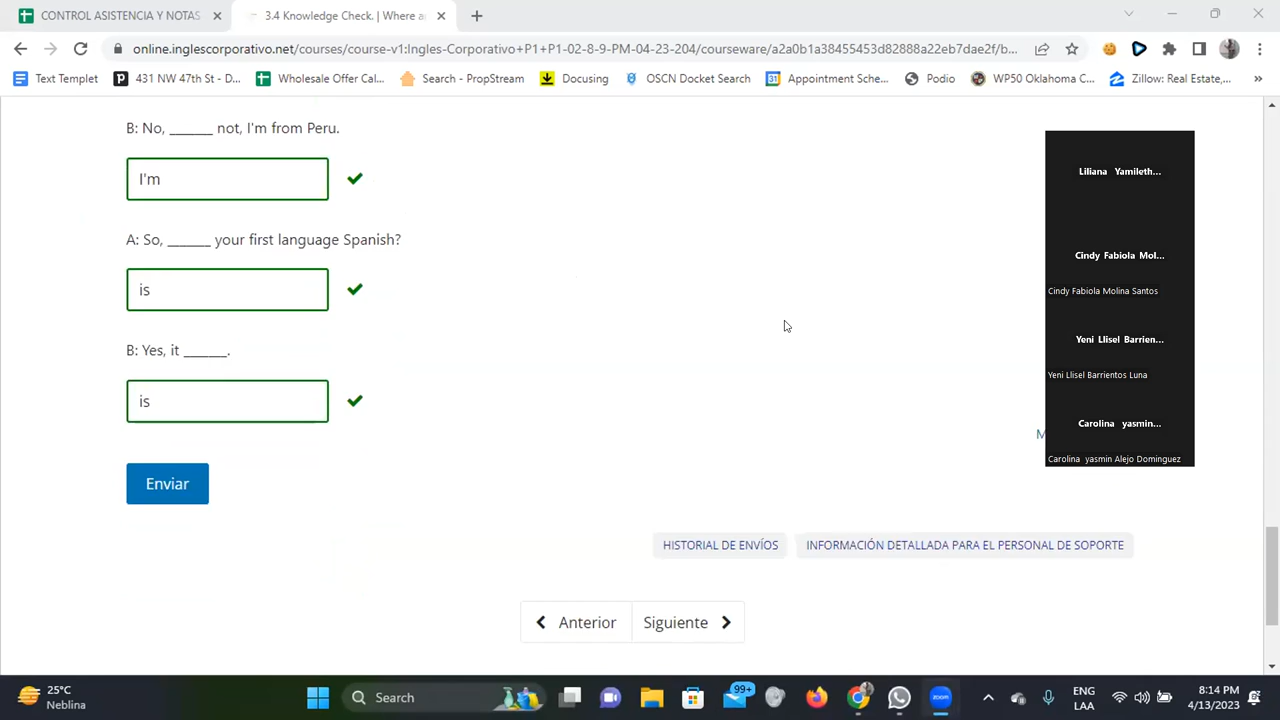 CONTROL ASISTENCIA Y NOTAS
3.4 Knowledge Check. | Where a
online.inglescorporativo.net/courses/course-v1:Ingles-Corporativo+P1+P1-02-8-9-PM-04-23-204/courseware/a2a0b1a38455453d82888a22eb7dae2f/b...
Text Templet
431 NW 47th St - D...
Wholesale Offer Cal...
Search - PropStream
Docusing
OSCN Docket Search
Appointment Sche...
Podio
WP50 Oklahoma C...
Zillow: Real Estate,...
B: No, ______ not, I'm from Peru.
I'm
A: So, ______ your first language Spanish?
is
B: Yes, it ______.
is
Enviar
M
Liliana Yamileth...
Cindy Fabiola Mol...
Cindy Fabiola Molina Santos
Yeni Llisel Barrien...
Yeni Llisel Barrientos Luna
Carolina yasmin...
Carolina yasmin Alejo Dominguez
HISTORIAL DE ENVÍOS
INFORMACIÓN DETALLADA PARA EL PERSONAL DE SOPORTE
Anterior
Siguiente
25°C
Neblina
Search
99+
zoom
ENG
LAA
8:14 PM
4/13/2023